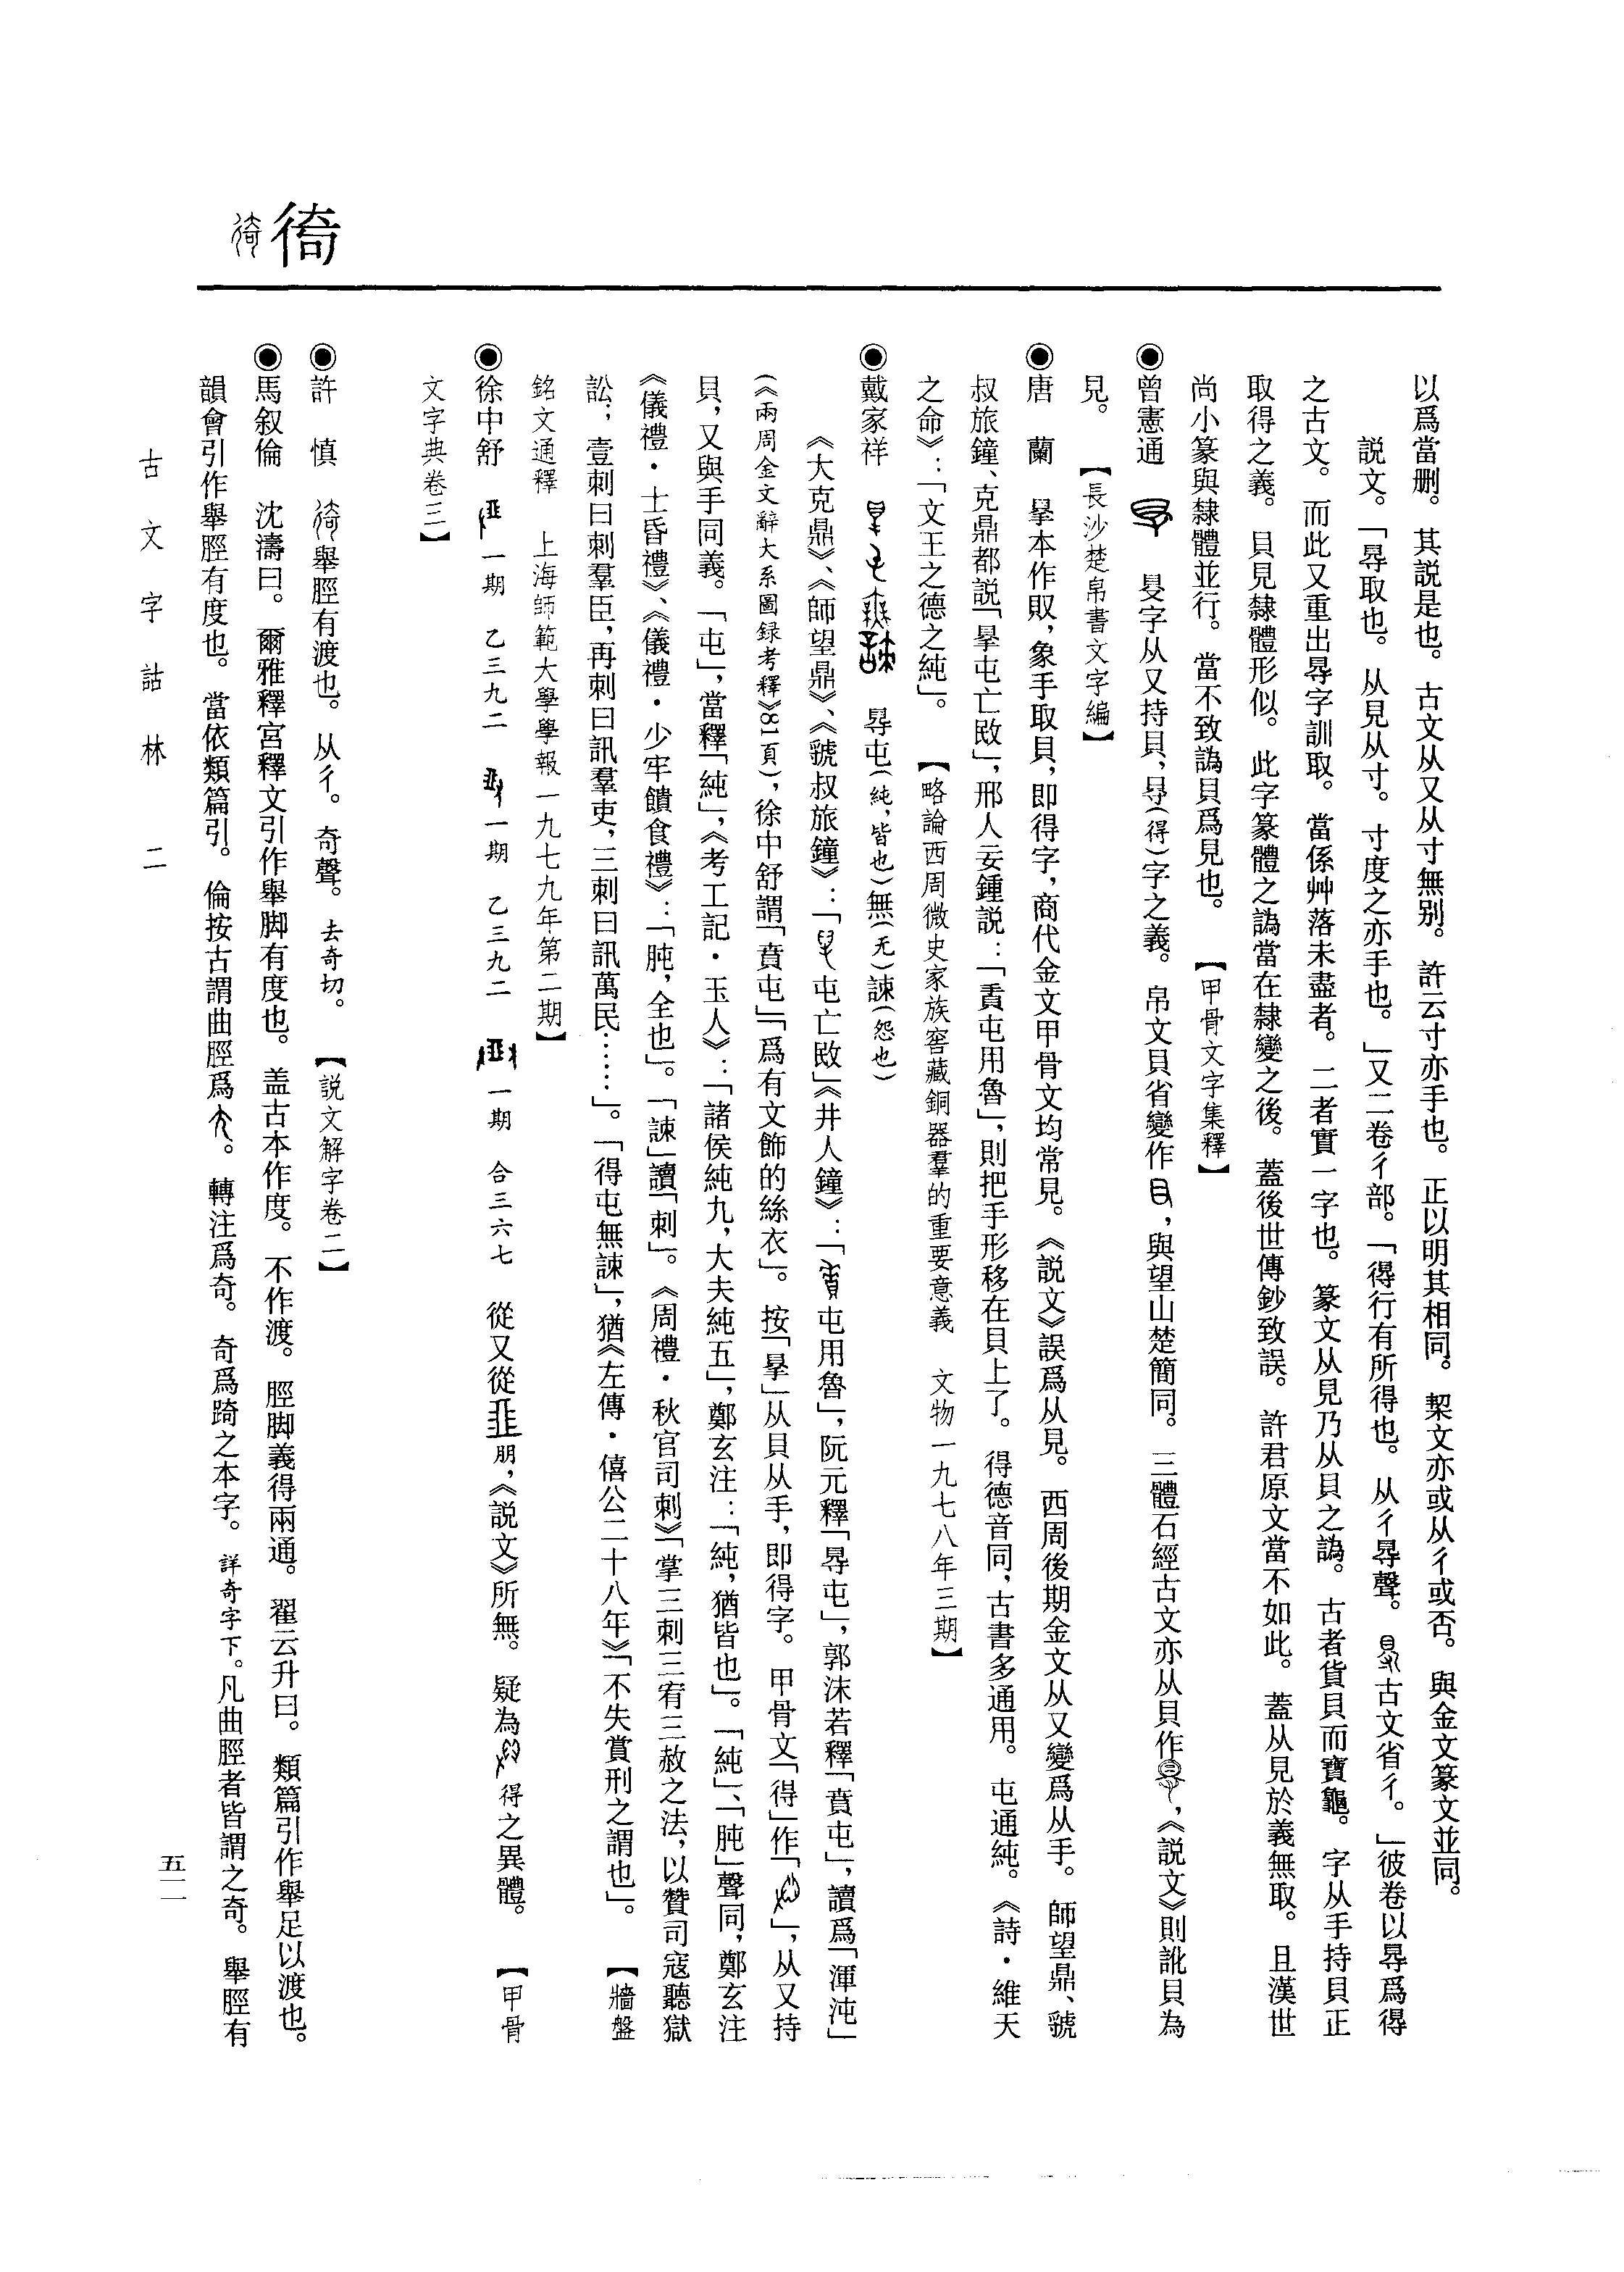 徛
以爲當删。其説是也。古文从又从寸無别。許云寸亦手也。正以明其相同。栔文亦或从彳或否。與金文篆文並同。
説文。「㝵取也。从見从寸。寸度之亦手也。」又二卷彳部。「得行有所得也。从彳㝵聲。古文省彳。」彼卷以㝵爲得
之古文。而此又重出㝵字訓取。當係艸落未盡者。二者實一字也。篆文从見乃从貝之譌。古者貨貝而寶龜。字从手持貝正
取得之義。貝見隸體形似。此字篆體之譌當在隸變之後。蓋後世傳鈔致誤。許君原文當不如此。蓋从見於義無取。且漢世
尚小篆與隸體並行。當不致譌貝爲見也。【甲骨文字集釋】
◉曾憲通　㝵字从又持貝,㝵(得)字之義。帛文貝省變作,與望山楚簡同。三體石經古文亦从貝作,《説文》則訛貝為
見。【長沙楚帛書文字編】
◉唐　蘭　㝵本作㪙,象手取貝,即得字,商代金文甲骨文均常見。《説文》誤爲从見。西周後期金文从又變爲从手。師望鼎、虢
叔旅鐘、克鼎都説「㝵屯亡敃」,邢人妄鍾説:「貴屯用魯」,則把手形移在貝上了。得德音同,古書多通用。屯通純。《詩·維天
之命》:「文王之德之純」。【略論西周微史家族窖藏銅器羣的重要意義　文物一九七八年三期】
◉戴家祥　㝵屯(純,皆也)無(无)諫(怨也)
《大克鼎》、《師望鼎》、《虢叔旅鐘》:「屯亡敃」《井人鐘》:「屯用魯」,阮元釋「㝵屯」,郭沫若釋「賁屯」,讀爲「渾沌」
(《兩周金文辭大系圖録考釋》81頁),徐中舒謂「賁屯」「爲有文飾的絲衣」。按「㝵」从貝从手,即得字。甲骨文「得」作「」,从又持
貝,又與手同義。「屯」,當釋「純」,《考工記·玉人》:「諸侯純九,大夫純五」,鄭玄注:「純,猶皆也」。「純」、「肫」聲同,鄭玄注
《儀禮·士昏禮》、《儀禮·少牢饋食禮》:「肫,全也」。「諫」讀「刺」。《周禮·秋官司刺》「掌三刺三宥三赦之法,以贊司寇聽獄
訟;壹刺曰刺羣臣,再刺曰訊羣吏,三刺曰訊萬民……」。「得屯無諫」,猶《左傳·僖公二十八年》「不失賞刑之謂也」。【牆盤
銘文通釋　上海師範大學學報一九七九年第二期】
◉徐中舒　一期　乙三九二　一期　乙三九二　一期　合三六七　從又從朋,《説文》所無。疑為得之異體。【甲骨
文字典卷三】
◉許　慎　徛舉脛有渡也。从彳。奇聲。去奇切。【説文解字卷二】
◉馬叙倫　沈濤曰。爾雅釋宫釋文引作舉脚有度也。盖古本作度。不作渡。脛脚義得兩通。翟云升曰。類篇引作舉足以渡也。
韻會引作舉脛有度也。當依類篇引。倫按古謂曲脛爲。轉注爲奇。奇爲踦之本字。詳奇字下。凡曲脛者皆謂之奇。舉脛有
古文字詁林　二
五一一